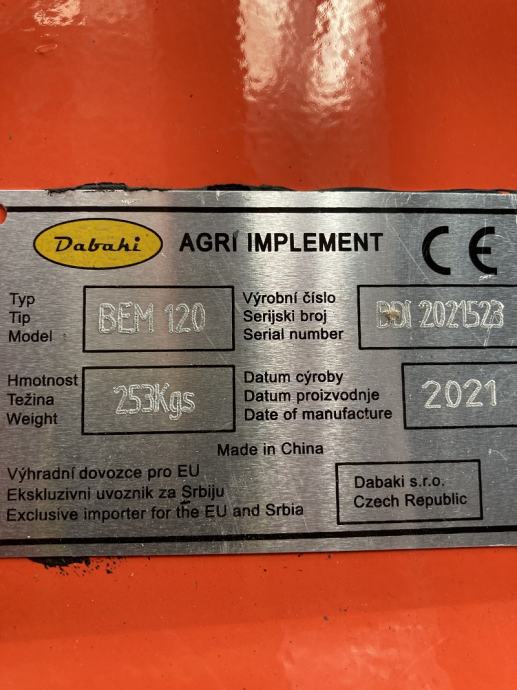 Dabaki AGRI IMPLEMENT CE
Typ
Tip
Model
BEM 120
Výrobní číslo
Serijski broj
Serial number
BDI 2021523
Hmotnost
Težina
Weight
253Kgs
Datum cýroby
Datum proizvodnje
Date of manufacture
2021
Made in China
Výhradní dovozce pro EU
Ekskluzivni uvoznik za Srbiju
Exclusive importer for the EU and Srbia
Dabaki s.r.o.
Czech Republic